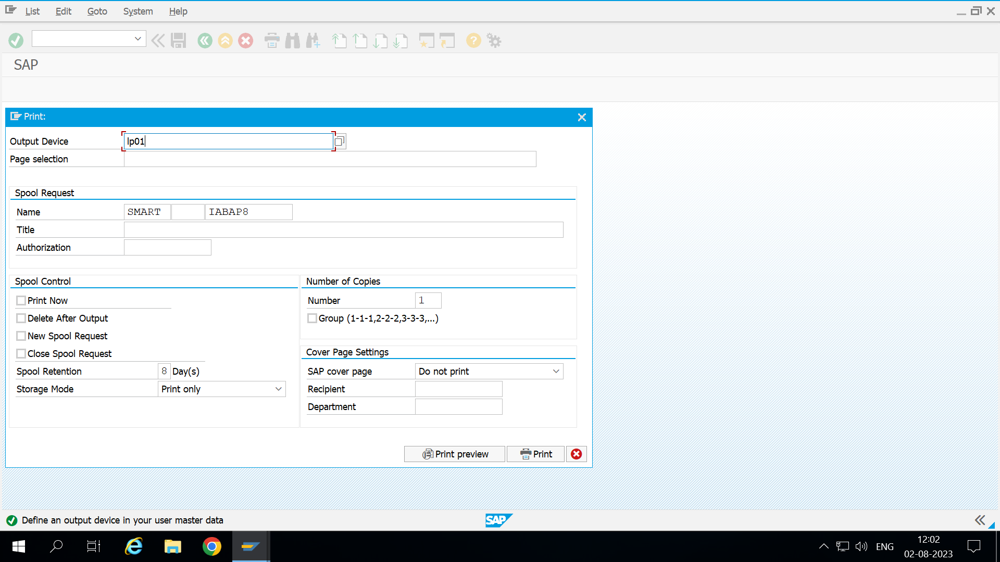 List Edit Goto System Help
SAP
Print:
Output Device lp01
Page selection
Spool Request
Name SMART IABAP8
Title
Authorization
Spool Control
Print Now
Delete After Output
New Spool Request
Close Spool Request
Spool Retention 8 Day(s)
Storage Mode Print only
Number of Copies
Number 1
Group (1-1-1,2-2-2,3-3-3,...)
Cover Page Settings
SAP cover page Do not print
Recipient
Department
Print preview Print
Define an output device in your user master data
SAP
ENG
12:02
02-08-2023